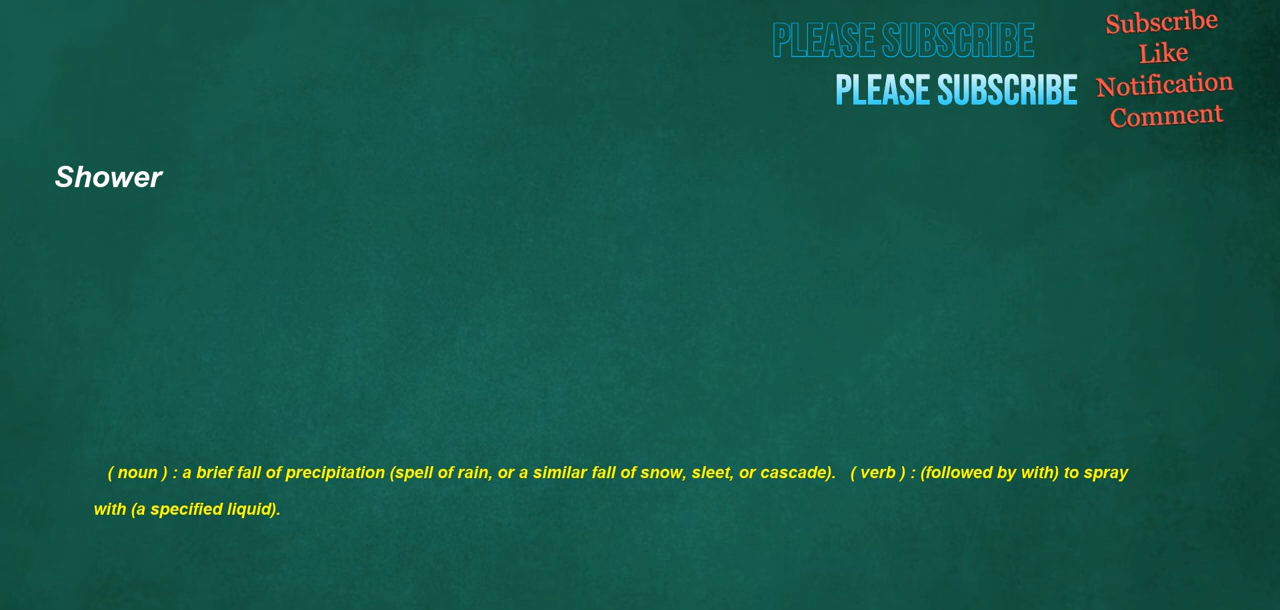 PLEASE SUBSCRIBE
PLEASE SUBSCRIBE
Subscribe
Like
Notification
Comment
Shower
( noun ) : a brief fall of precipitation (spell of rain, or a similar fall of snow, sleet, or cascade). ( verb ) : (followed by with) to spray
with (a specified liquid).